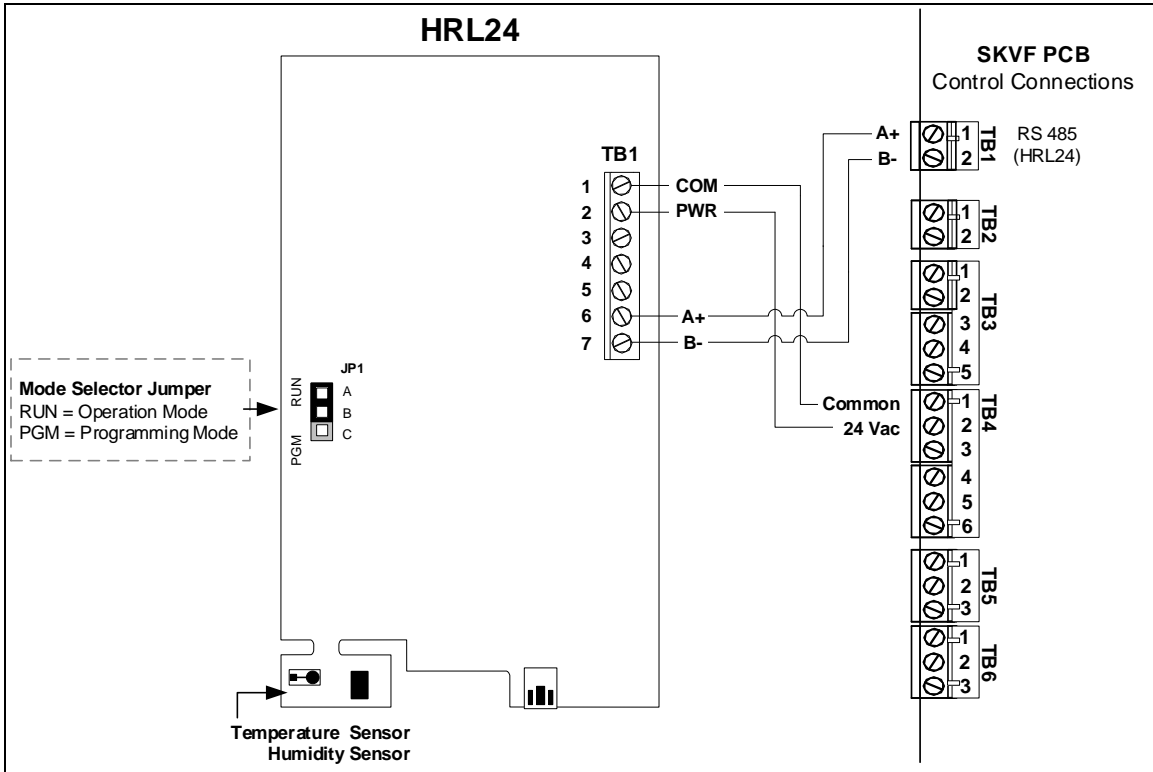 HRL24
SKVF PCB
Control Connections
A+
B-
1
2
TB1
RS 485
(HRL24)
TB1
1
2
3
4
5
6
7
COM
PWR
A+
B-
1
2
TB2
1
2
3
4
5
TB3
Mode Selector Jumper
RUN = Operation Mode
PGM = Programming Mode
JP1
RUN
PGM
A
B
C
Common
24 Vac
1
2
3
4
5
6
TB4
1
2
3
TB5
1
2
3
TB6
Temperature Sensor
Humidity Sensor